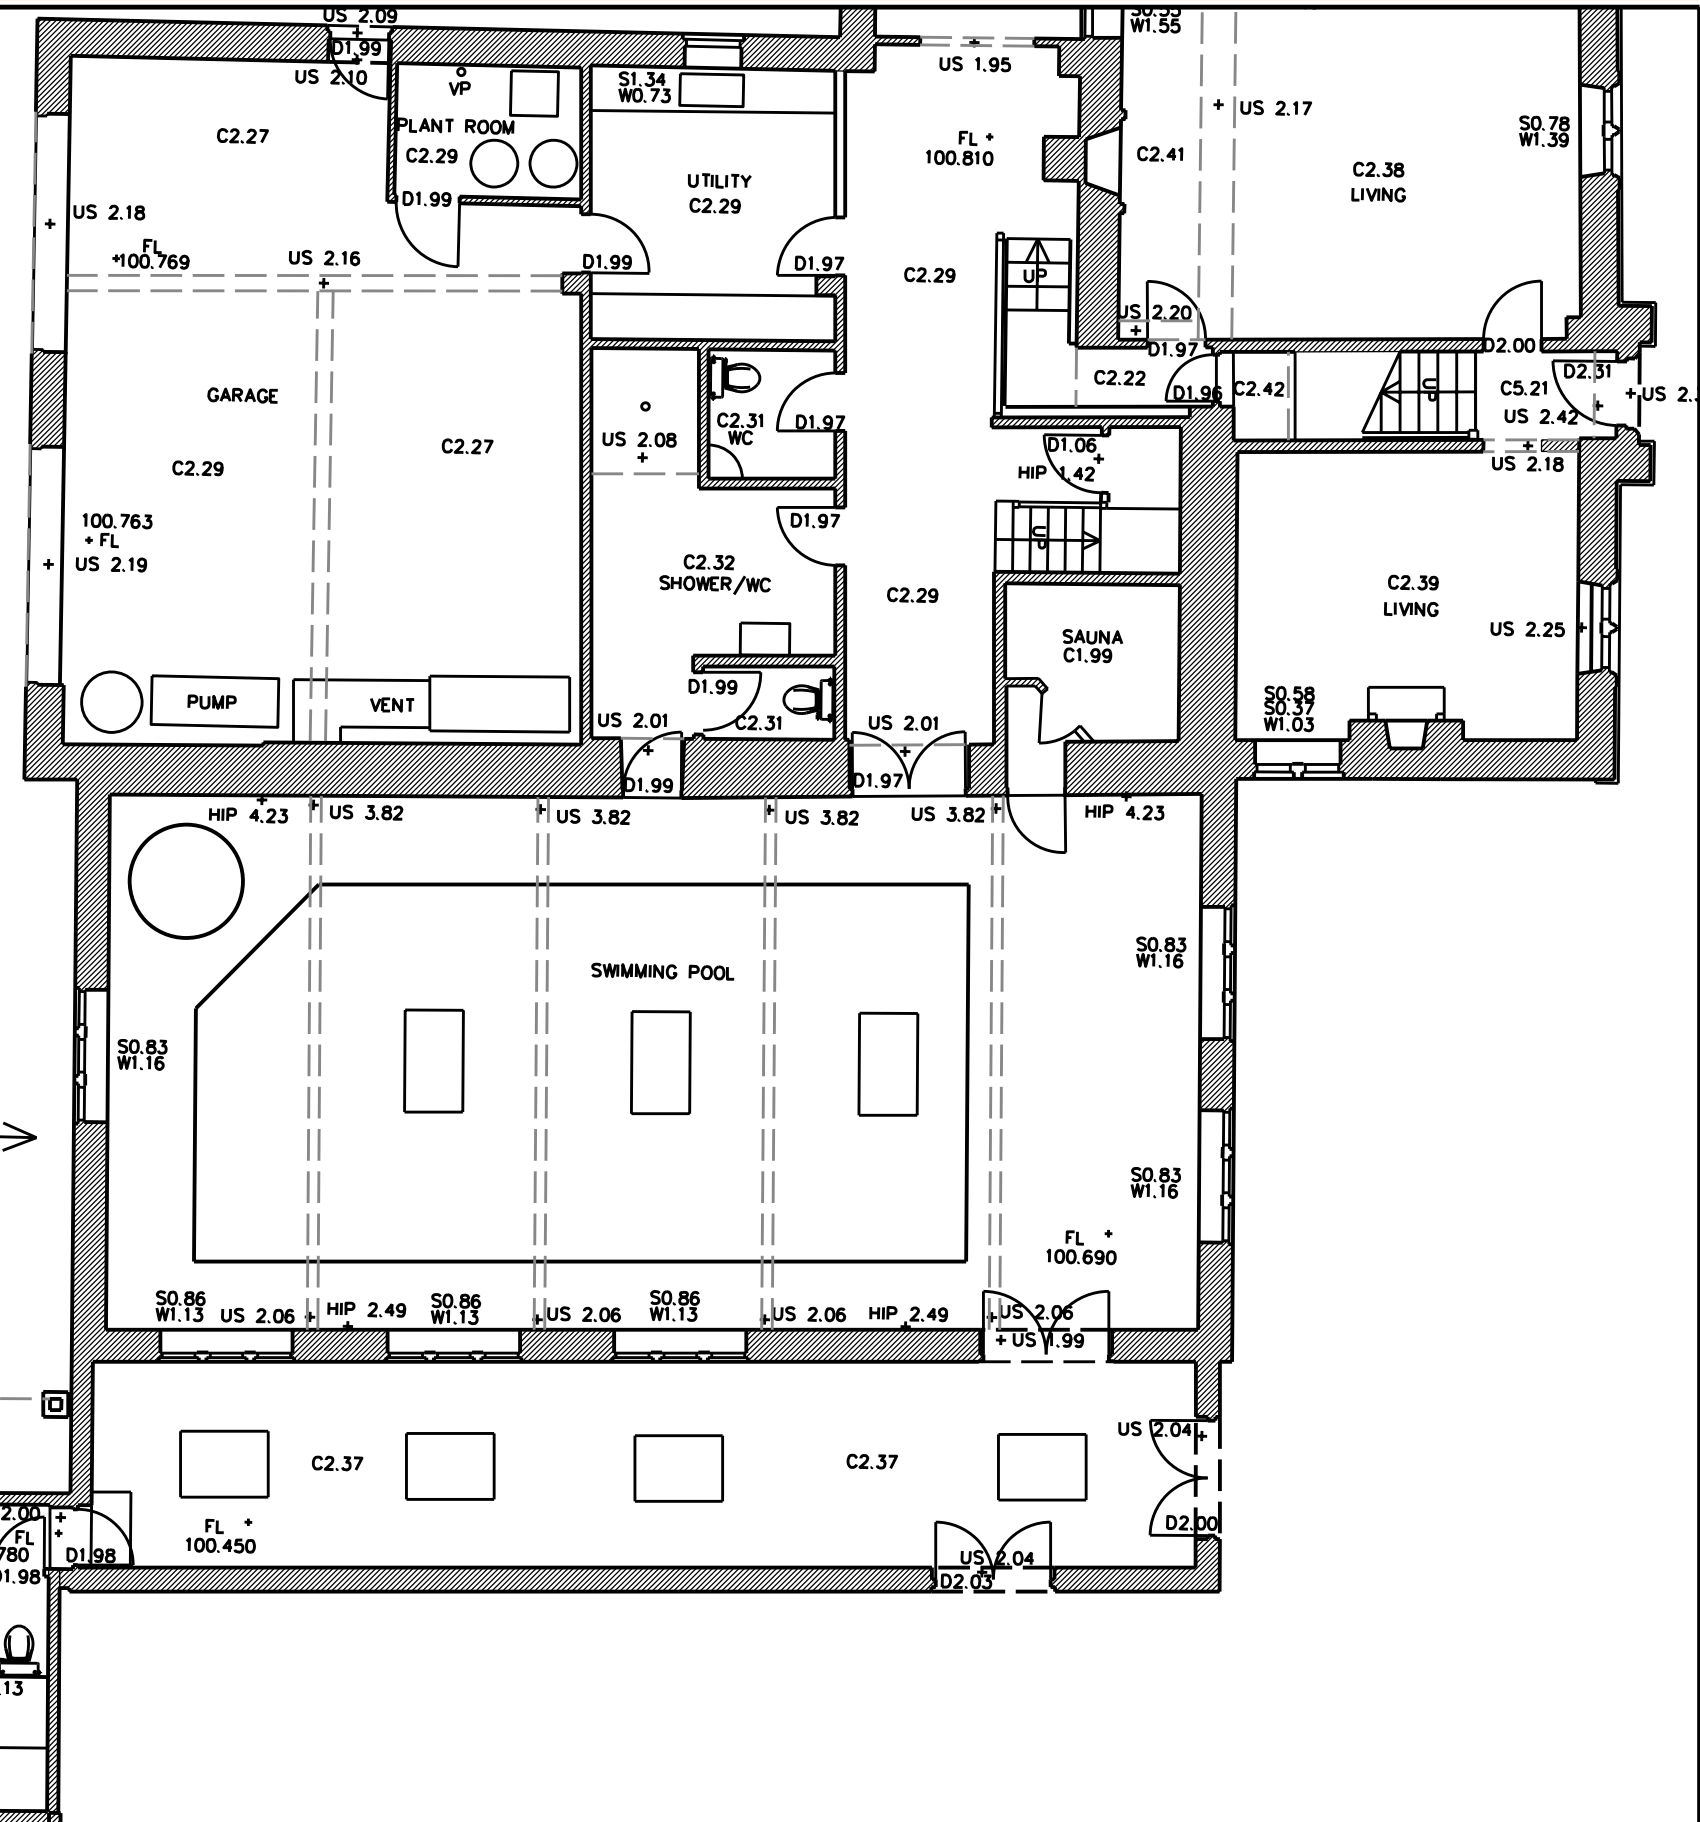 US 2.09
D1.99
US 2.10
VP
S1.34
W0.73
US 1.95
S0.55
W1.55
US 2.17
C2.27
PLANT ROOM
C2.29
D1.99
UTILITY
C2.29
FL
100.810
C2.41
S0.78
W1.39
C2.38
LIVING
US 2.18
FL
100.769
US 2.16
D1.99
D1.97
C2.29
UP
US 2.20
D1.97
D2.00
GARAGE
C2.29
C2.27
US 2.08
C2.31
WC
D1.97
C2.22
D1.96
C2.42
UP
C5.21
D2.31
US 2.42
US 2.18
D1.06
HIP 1.42
UP
100.763
FL
US 2.19
D1.97
C2.32
SHOWER/WC
C2.29
SAUNA
C1.99
C2.39
LIVING
US 2.25
PUMP
VENT
D1.99
C2.31
US 2.01
US 2.01
S0.58
S0.37
W1.03
D1.99
D1.97
HIP 4.23
US 3.82
US 3.82
US 3.82
US 3.82
HIP 4.23
SWIMMING POOL
S0.83
W1.16
S0.83
W1.16
S0.83
W1.16
FL
100.690
S0.86
W1.13
US 2.06
HIP 2.49
S0.86
W1.13
US 2.06
S0.86
W1.13
US 2.06
HIP 2.49
US 2.06
US 1.99
C2.37
C2.37
US 2.04
D2.00
FL
100.450
US 2.04
D2.03
2.00
FL
780
D1.98
D1.98
.13